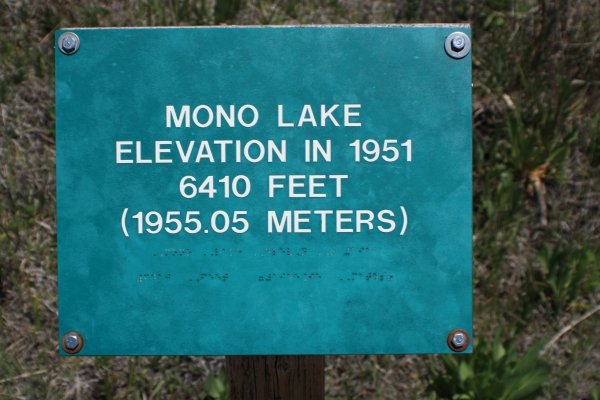 MONO LAKE
ELEVATION IN 1951
6410 FEET
(1955.05 METERS)